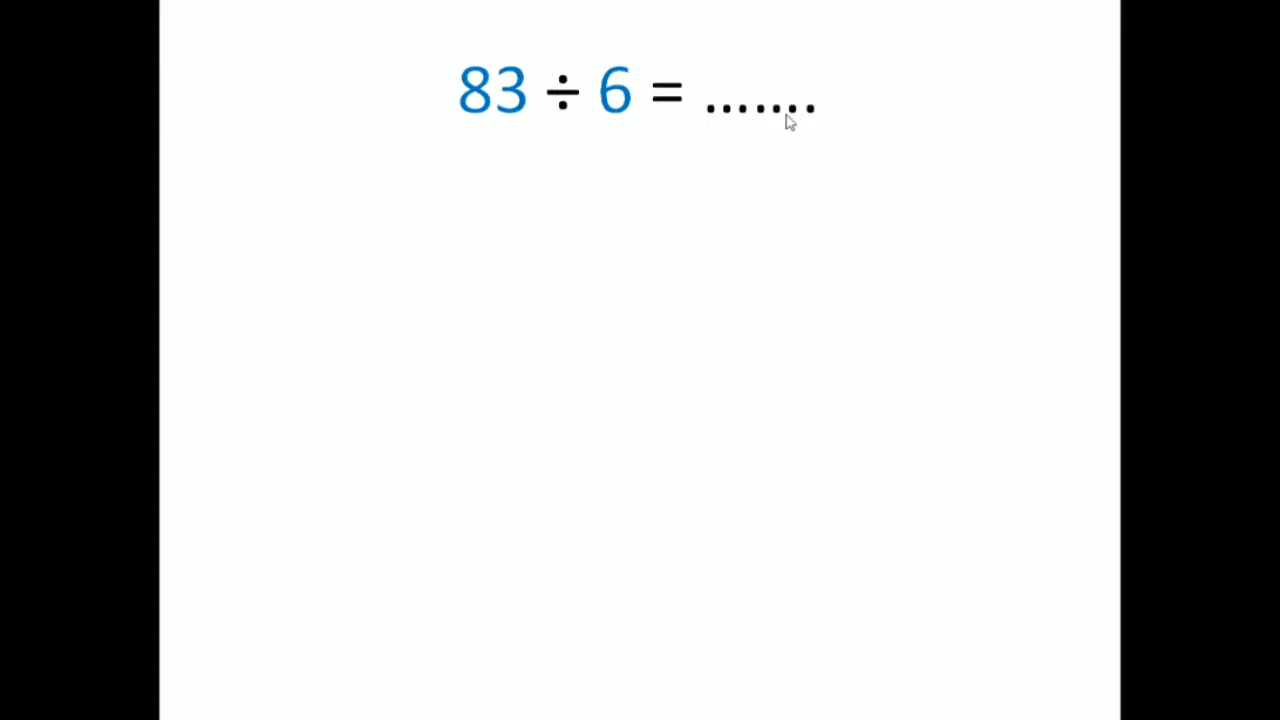 83 ÷ 6 = .......